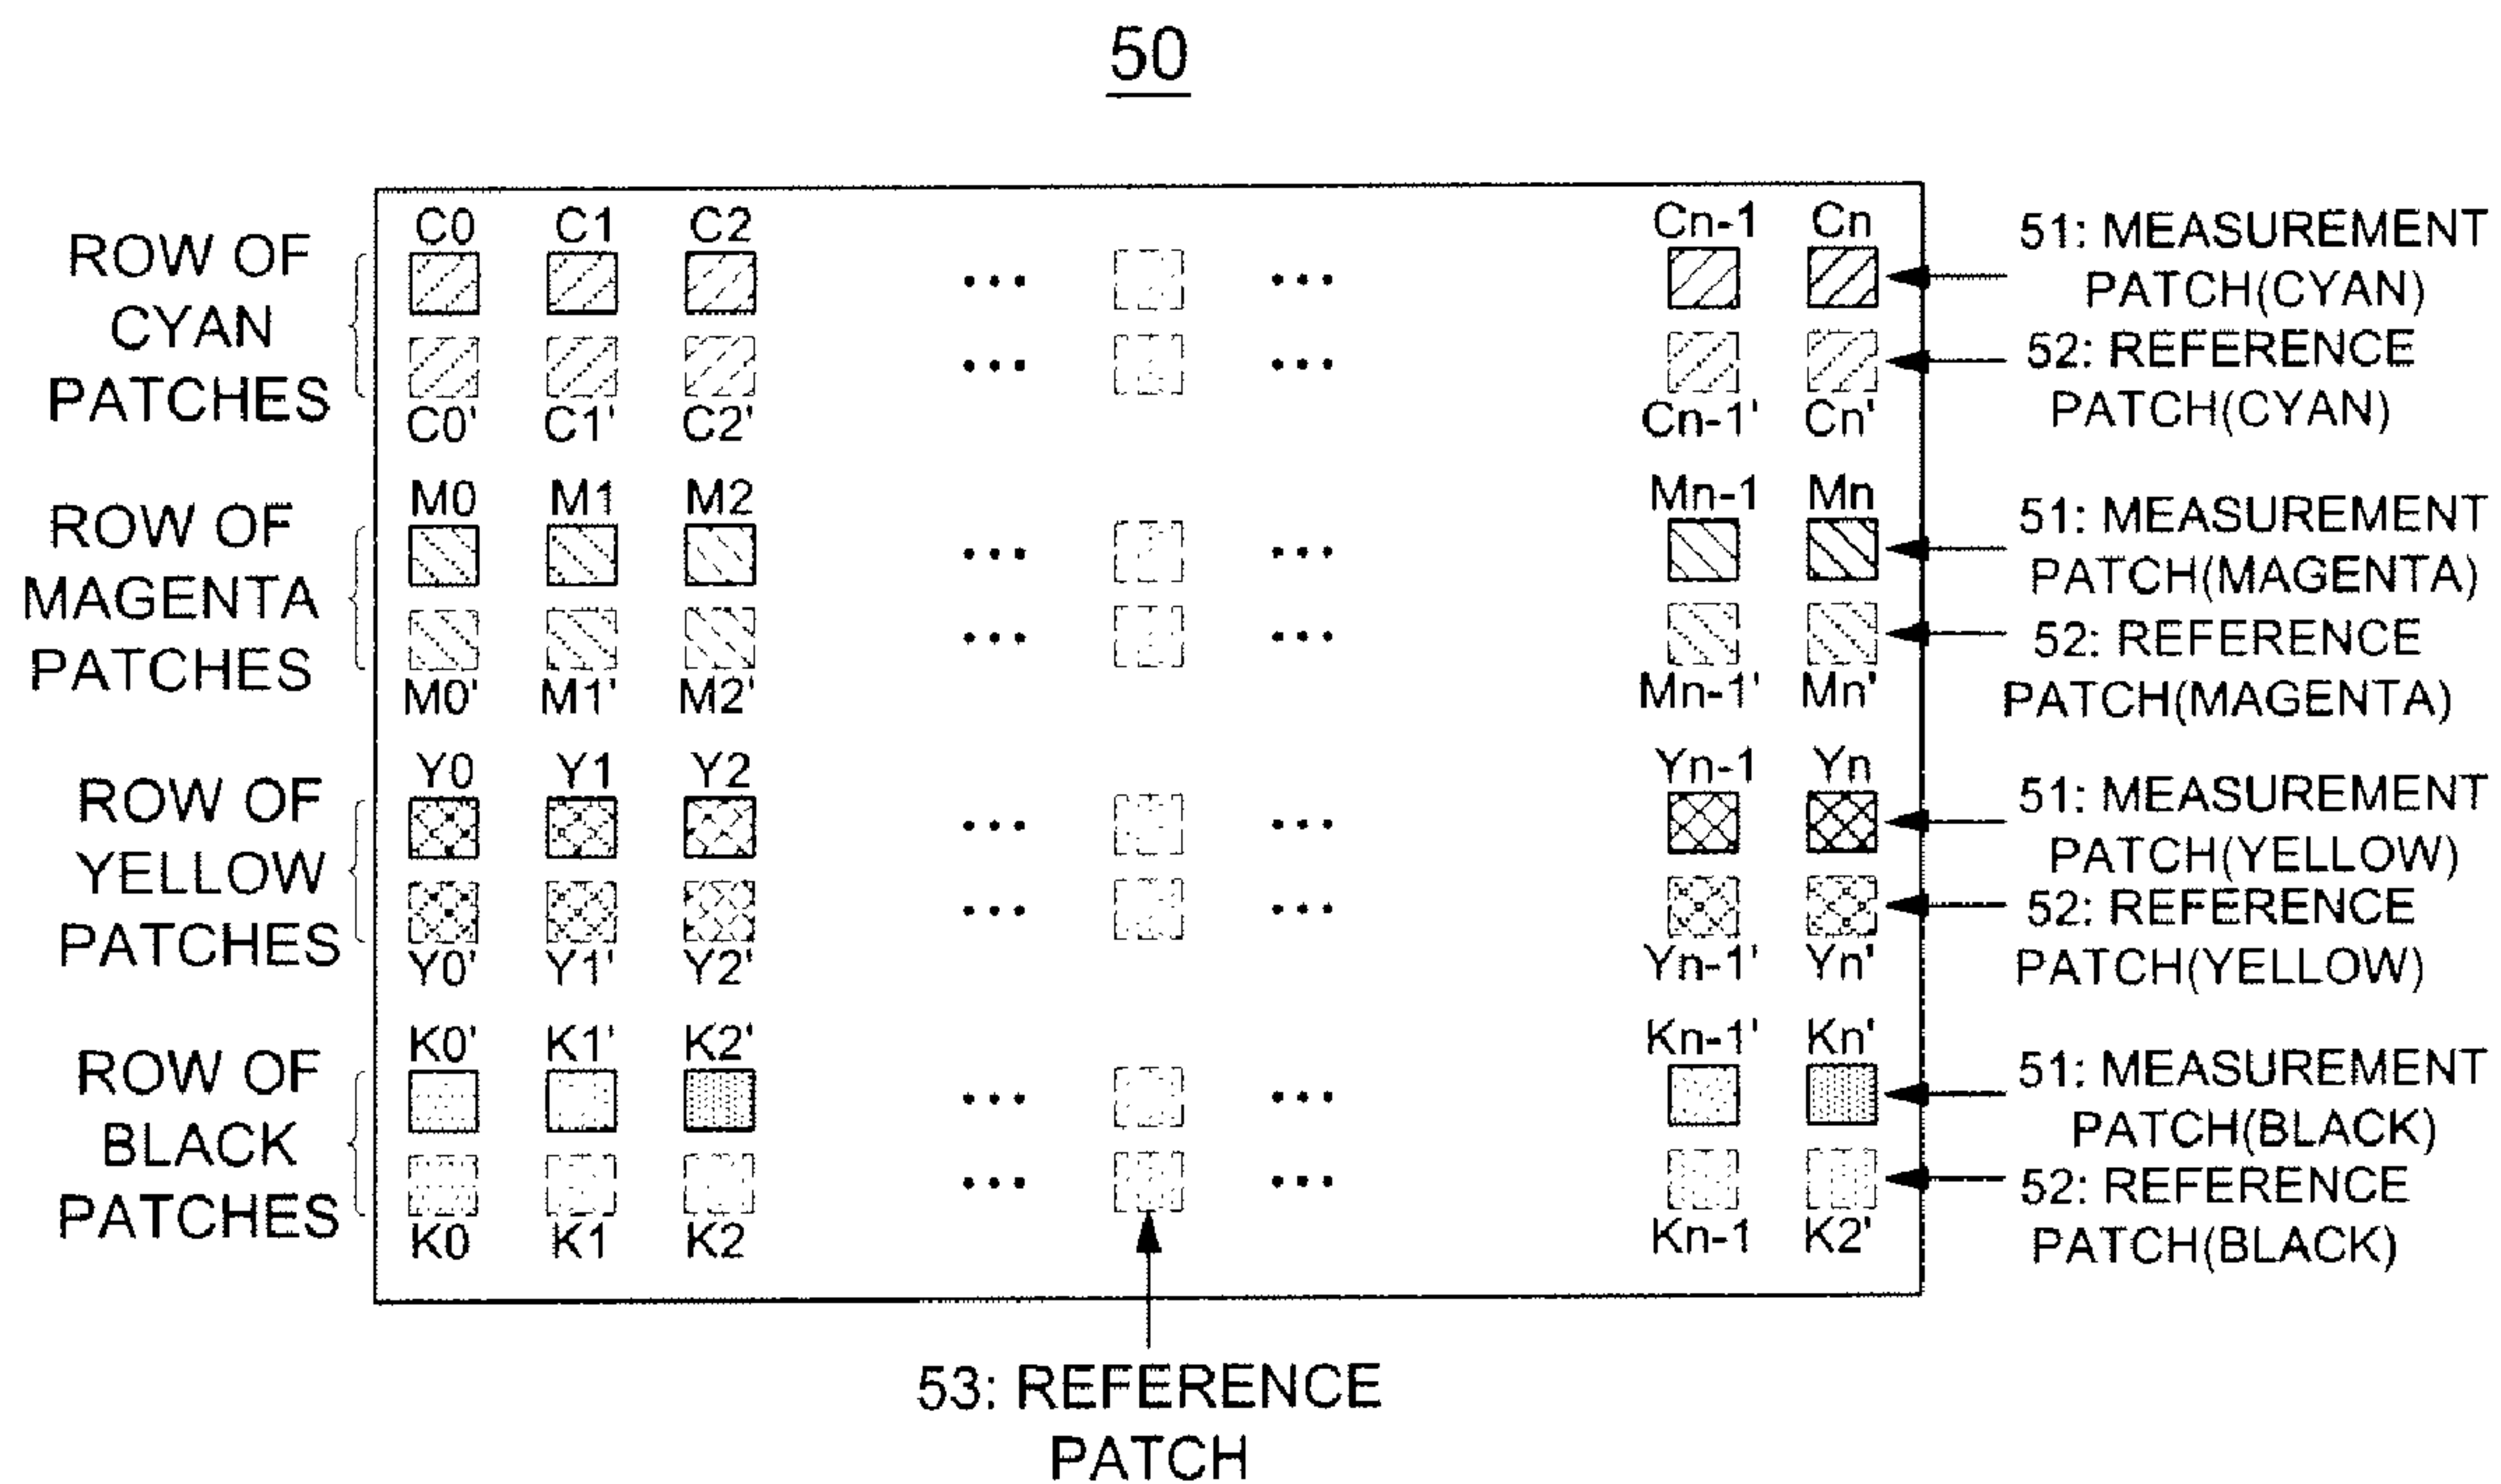 50
ROW OF
CYAN
PATCHES
C0 C1 C2 Cn-1 Cn
... ...
... ...
C0' C1' C2' Cn-1' Cn'
51: MEASUREMENT
PATCH(CYAN)
52: REFERENCE
PATCH(CYAN)
ROW OF
MAGENTA
PATCHES
M0 M1 M2 Mn-1 Mn
... ...
... ...
M0' M1' M2' Mn-1' Mn'
51: MEASUREMENT
PATCH(MAGENTA)
52: REFERENCE
PATCH(MAGENTA)
ROW OF
YELLOW
PATCHES
Y0 Y1 Y2 Yn-1 Yn
... ...
... ...
Y0' Y1' Y2' Yn-1' Yn'
51: MEASUREMENT
PATCH(YELLOW)
52: REFERENCE
PATCH(YELLOW)
ROW OF
BLACK
PATCHES
K0' K1' K2' Kn-1' Kn'
... ...
... ...
K0 K1 K2 Kn-1 K2'
51: MEASUREMENT
PATCH(BLACK)
52: REFERENCE
PATCH(BLACK)
53: REFERENCE
PATCH